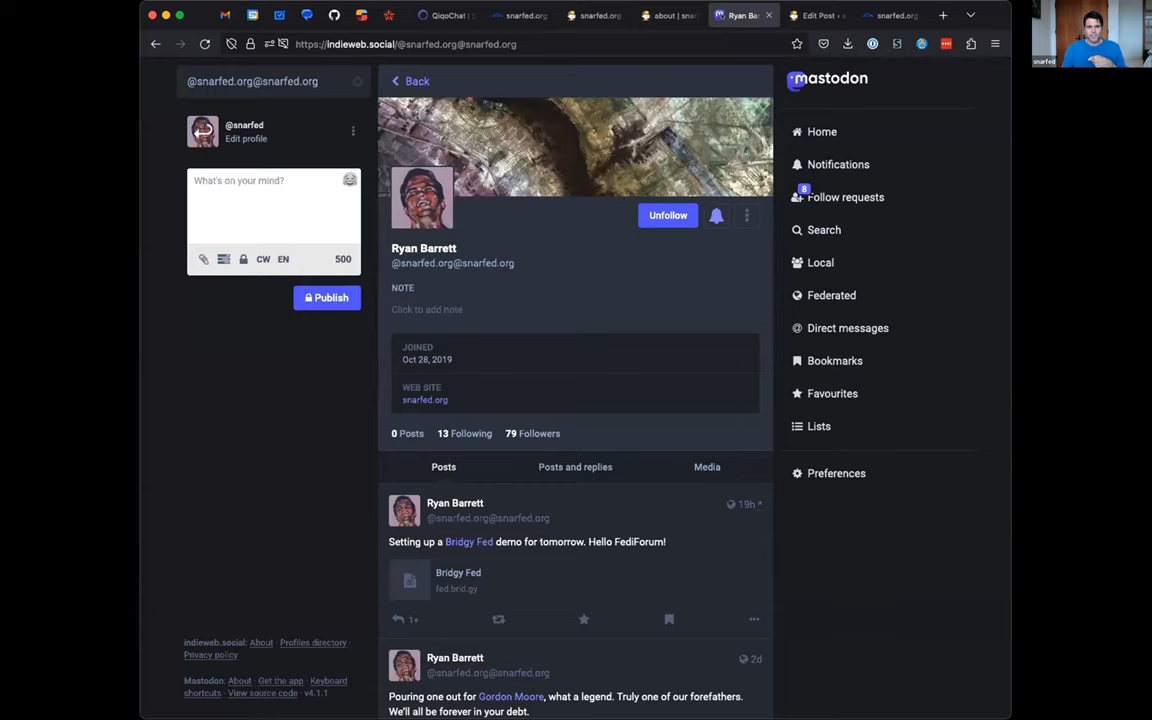 QiqoChat |
snarfed.org
snarfed.org
about | snar
Ryan Bar
Edit Post
snarfed.org
https://indieweb.social/@snarfed.org@snarfed.org
snarfed
@snarfed.org@snarfed.org
@snarfed
Edit profile
What's on your mind?
CW EN 500
Publish
Back
Unfollow
Ryan Barrett
@snarfed.org@snarfed.org
NOTE
Click to add note
JOINED
Oct 28, 2019
WEB SITE
snarfed.org
0 Posts 13 Following 79 Followers
Posts Posts and replies Media
Ryan Barrett 19h *
@snarfed.org@snarfed.org
Setting up a Bridgy Fed demo for tomorrow. Hello FediForum!
Bridgy Fed
fed.brid.gy
1+
Ryan Barrett 2d
@snarfed.org@snarfed.org
Pouring one out for Gordon Moore, what a legend. Truly one of our forefathers.
We'll all be forever in your debt.
mastodon
Home
Notifications
8
Follow requests
Search
Local
Federated
Direct messages
Bookmarks
Favourites
Lists
Preferences
indieweb.social: About · Profiles directory ·
Privacy policy
Mastodon: About · Get the app · Keyboard
shortcuts · View source code · v4.1.1